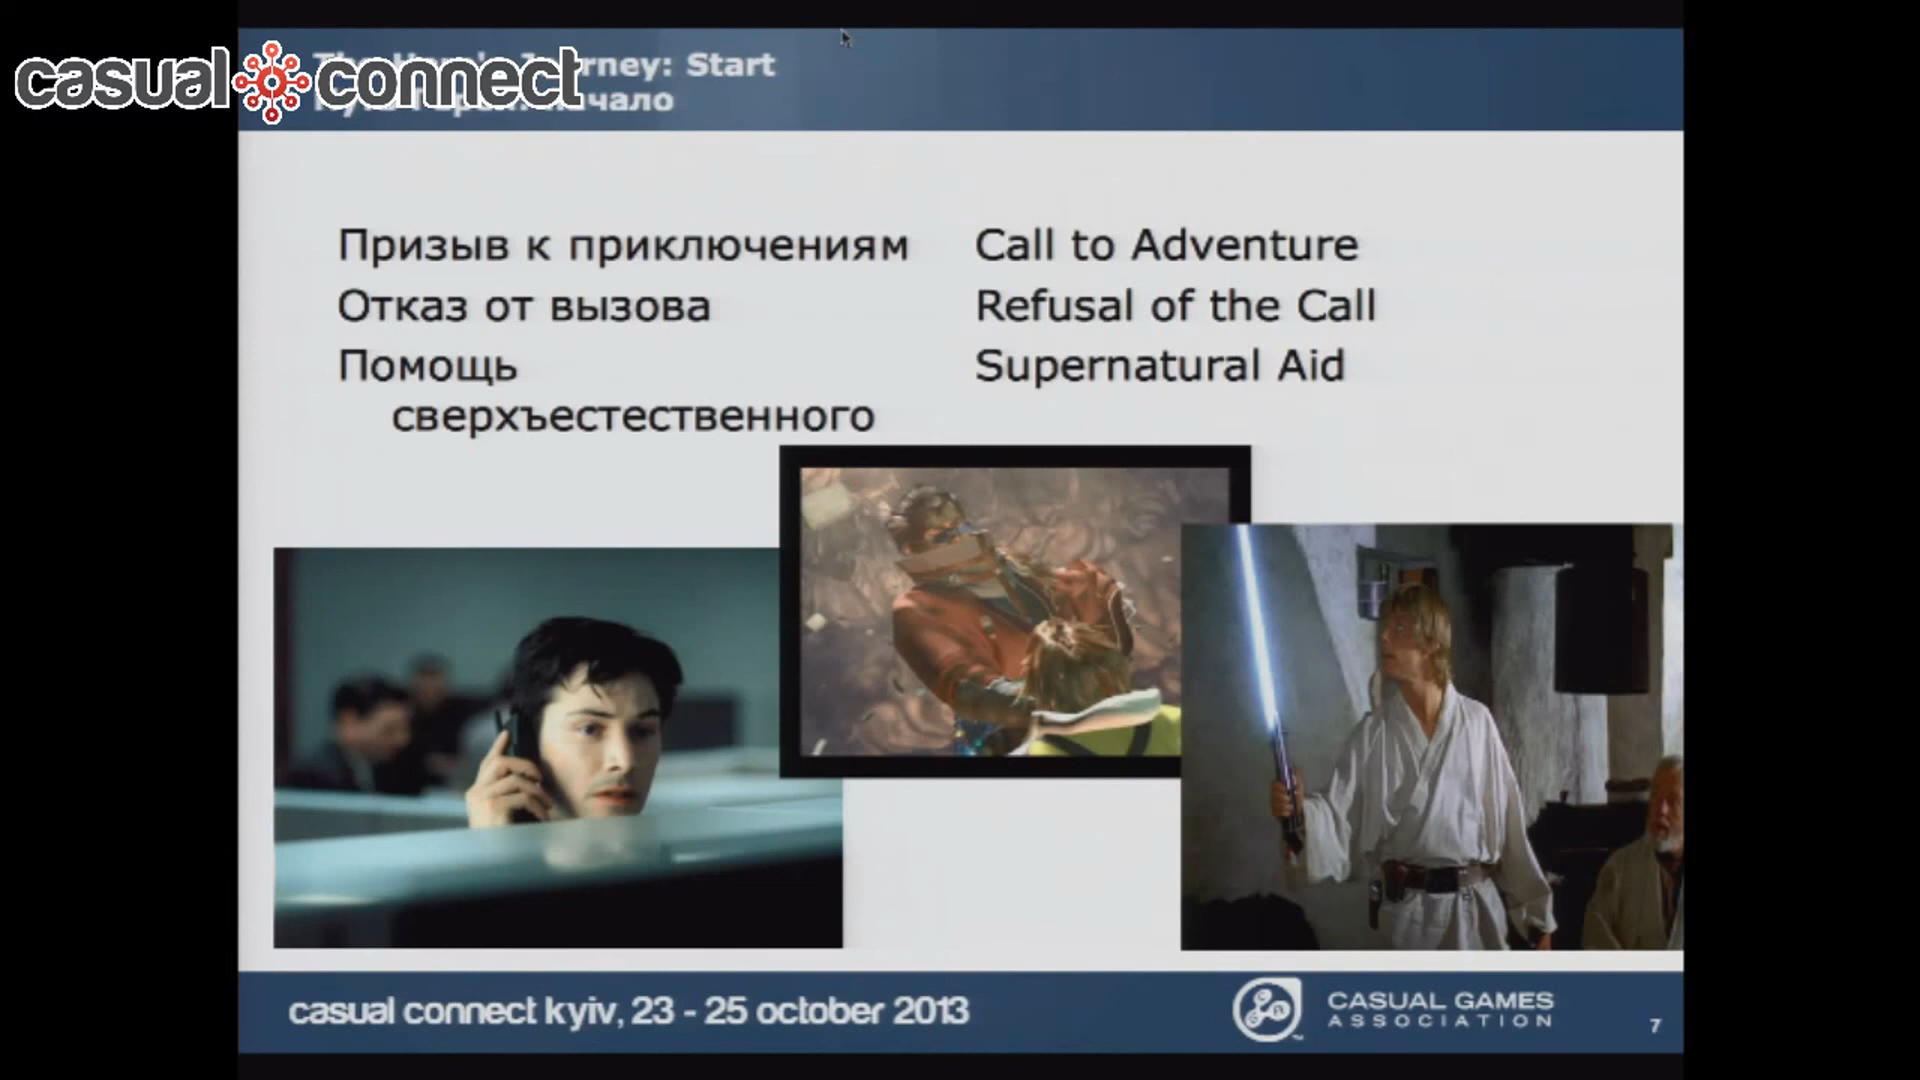 casual connect
rney: Start
чало
Призыв к приключениям
Call to Adventure
Отказ от вызова
Refusal of the Call
Помощь
сверхъестественного
Supernatural Aid
casual connect kyiv, 23 - 25 october 2013
CASUAL GAMES
ASSOCIATION
7